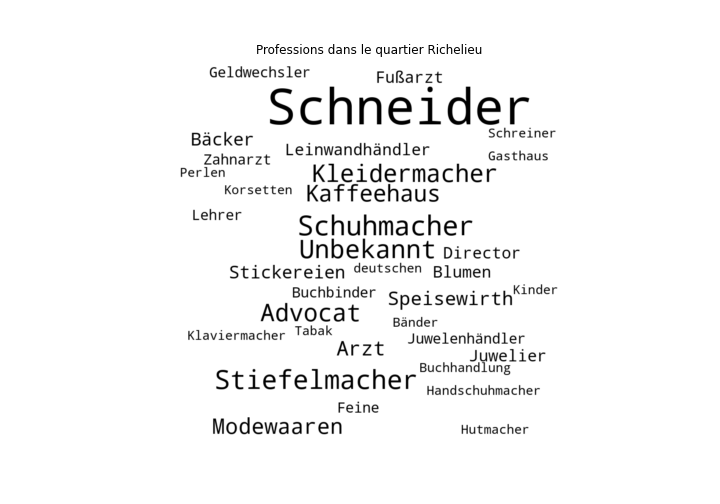 Professions dans le quartier Richelieu
Geldwechsler
Fußarzt
Schneider
Schreiner
Bäcker
Leinwandhändler
Gasthaus
Zahnarzt
Perlen
Kleidermacher
Korsetten
Kaffeehaus
Lehrer
Schuhmacher
Unbekannt
Director
Stickereien
deutschen
Blumen
Buchbinder
Speisewirth
Kinder
Advocat
Bänder
Klaviermacher
Tabak
Juwelenhändler
Arzt
Juwelier
Buchhandlung
Stiefelmacher
Handschuhmacher
Feine
Modewaaren
Hutmacher